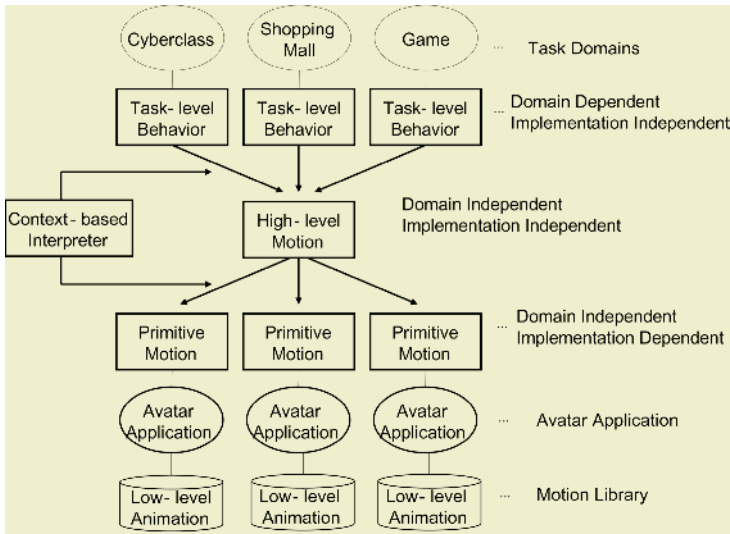 Cyberclass
Shopping
Mall
Game
... Task Domains
Task- level
Behavior
Task- level
Behavior
Task- level
Behavior
... Domain Dependent
Implementation Independent
Context- based
Interpreter
High- level
Motion
Domain Independent
Implementation Independent
Primitive
Motion
Primitive
Motion
Primitive
Motion
... Domain Independent
Implementation Dependent
Avatar
Application
Avatar
Application
Avatar
Application
... Avatar Application
Low- level
Animation
Low- level
Animation
Low- level
Animation
... Motion Library